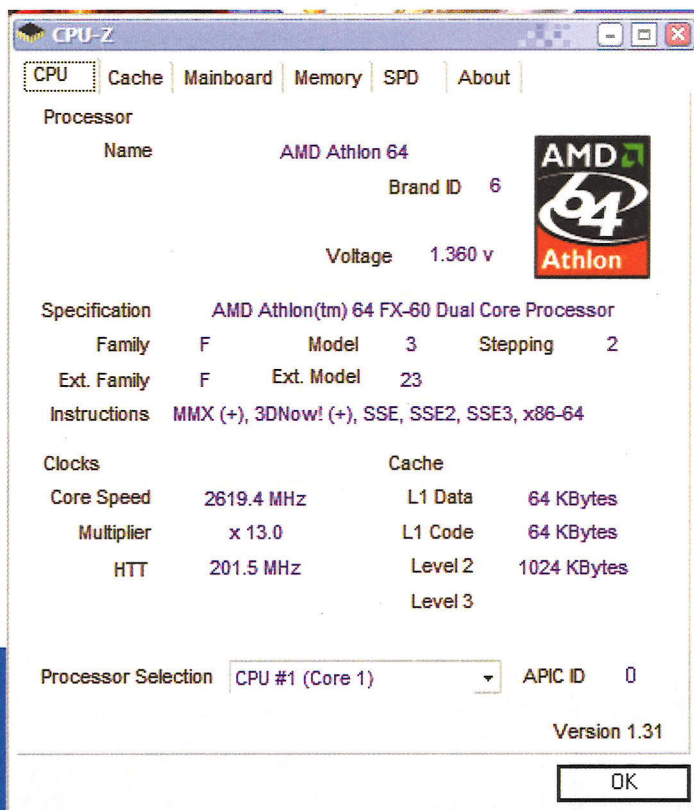 CPU-Z
CPU Cache Mainboard Memory SPD About
Processor
Name AMD Athlon 64
Brand ID 6
Voltage 1.360 v
AMD
64
Athlon
Specification AMD Athlon(tm) 64 FX-60 Dual Core Processor
Family F Model 3 Stepping 2
Ext. Family F Ext. Model 23
Instructions MMX (+), 3DNow! (+), SSE, SSE2, SSE3, x86-64
Clocks Cache
Core Speed 2619.4 MHz L1 Data 64 KBytes
Multiplier x 13.0 L1 Code 64 KBytes
HTT 201.5 MHz Level 2 1024 KBytes
Level 3
Processor Selection CPU #1 (Core 1) APIC ID 0
Version 1.31
OK